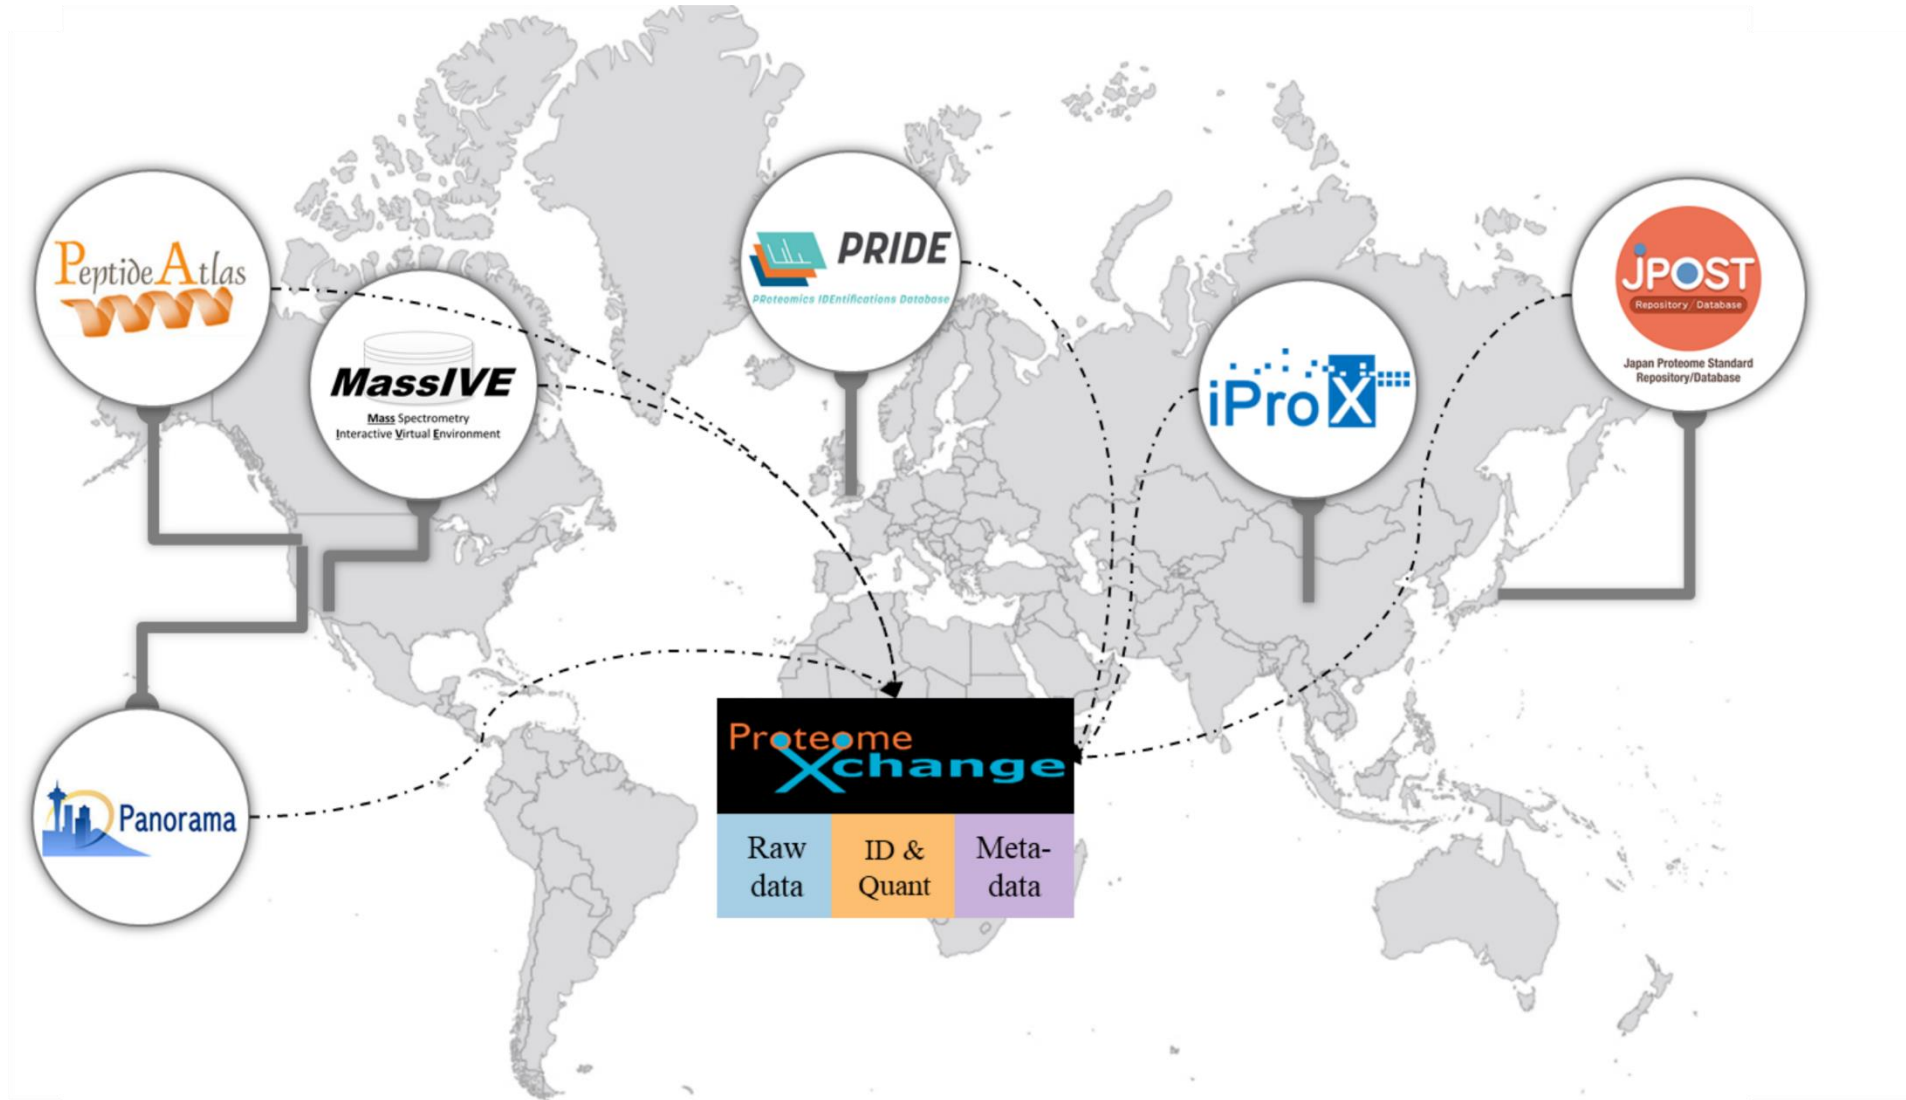 PeptideAtlas
MassIVE
Mass Spectrometry
Interactive Virtual Environment
PRIDE
PRoteomics IDEntifications Database
iProX
jPOST
Repository/Database
Japan Proteome Standard
Repository/Database
Panorama
Proteome
Xchange
Raw
data
ID &
Quant
Meta-
data